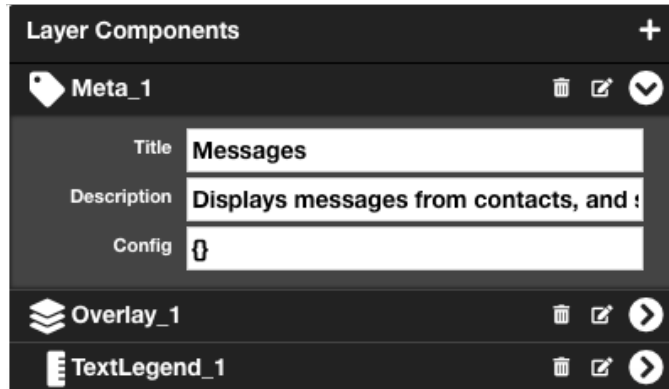 Layer Components
Meta_1
Title Messages
Description Displays messages from contacts, and
Config {}
Overlay_1
TextLegend_1